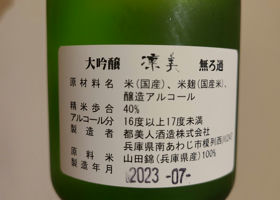 大吟醸 凛美 無ろ過
原材料名 米(国産)、米麹(国産米)、
醸造アルコール
精米歩合 40%
アルコール分 16度以上17度未満
製造者 都美人酒造株式会社
兵庫県南あわじ市榎列西川247
原料米 山田錦(兵庫県産)100%
製造年月 2023 -07-